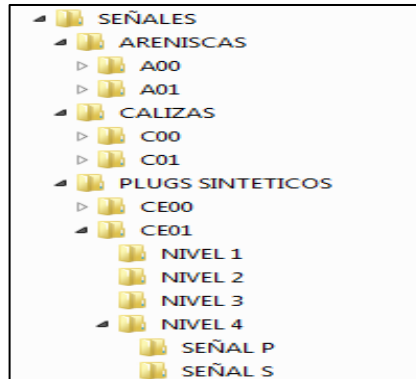 SEÑALES
ARENISCAS
A00
A01
CALIZAS
C00
C01
PLUGS SINTETICOS
CE00
CE01
NIVEL 1
NIVEL 2
NIVEL 3
NIVEL 4
SEÑAL P
SEÑAL S